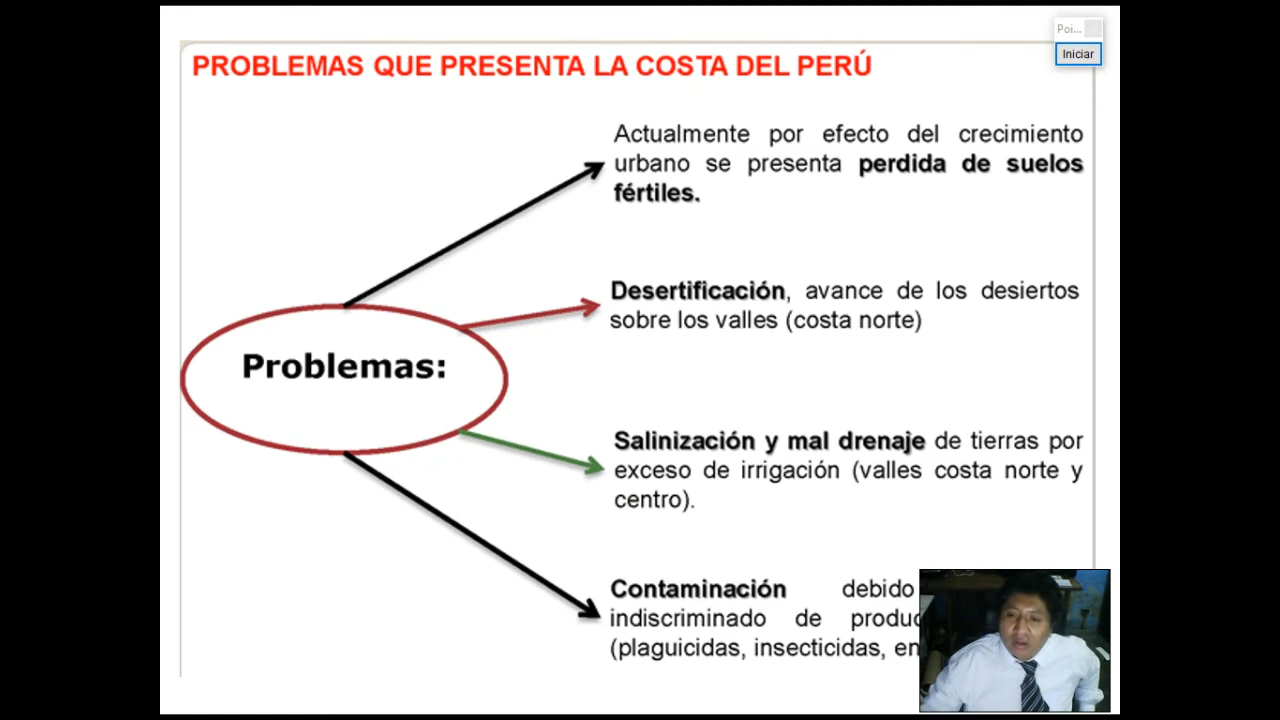 Poi...
Iniciar
PROBLEMAS QUE PRESENTA LA COSTA DEL PERÚ
Actualmente por efecto del crecimiento
urbano se presenta perdida de suelos
fértiles.
Desertificación, avance de los desiertos
sobre los valles (costa norte)
Problemas:
Salinización y mal drenaje de tierras por
exceso de irrigación (valles costa norte y
centro).
Contaminación debido
indiscriminado de
(plaguicidas, insecticidas,